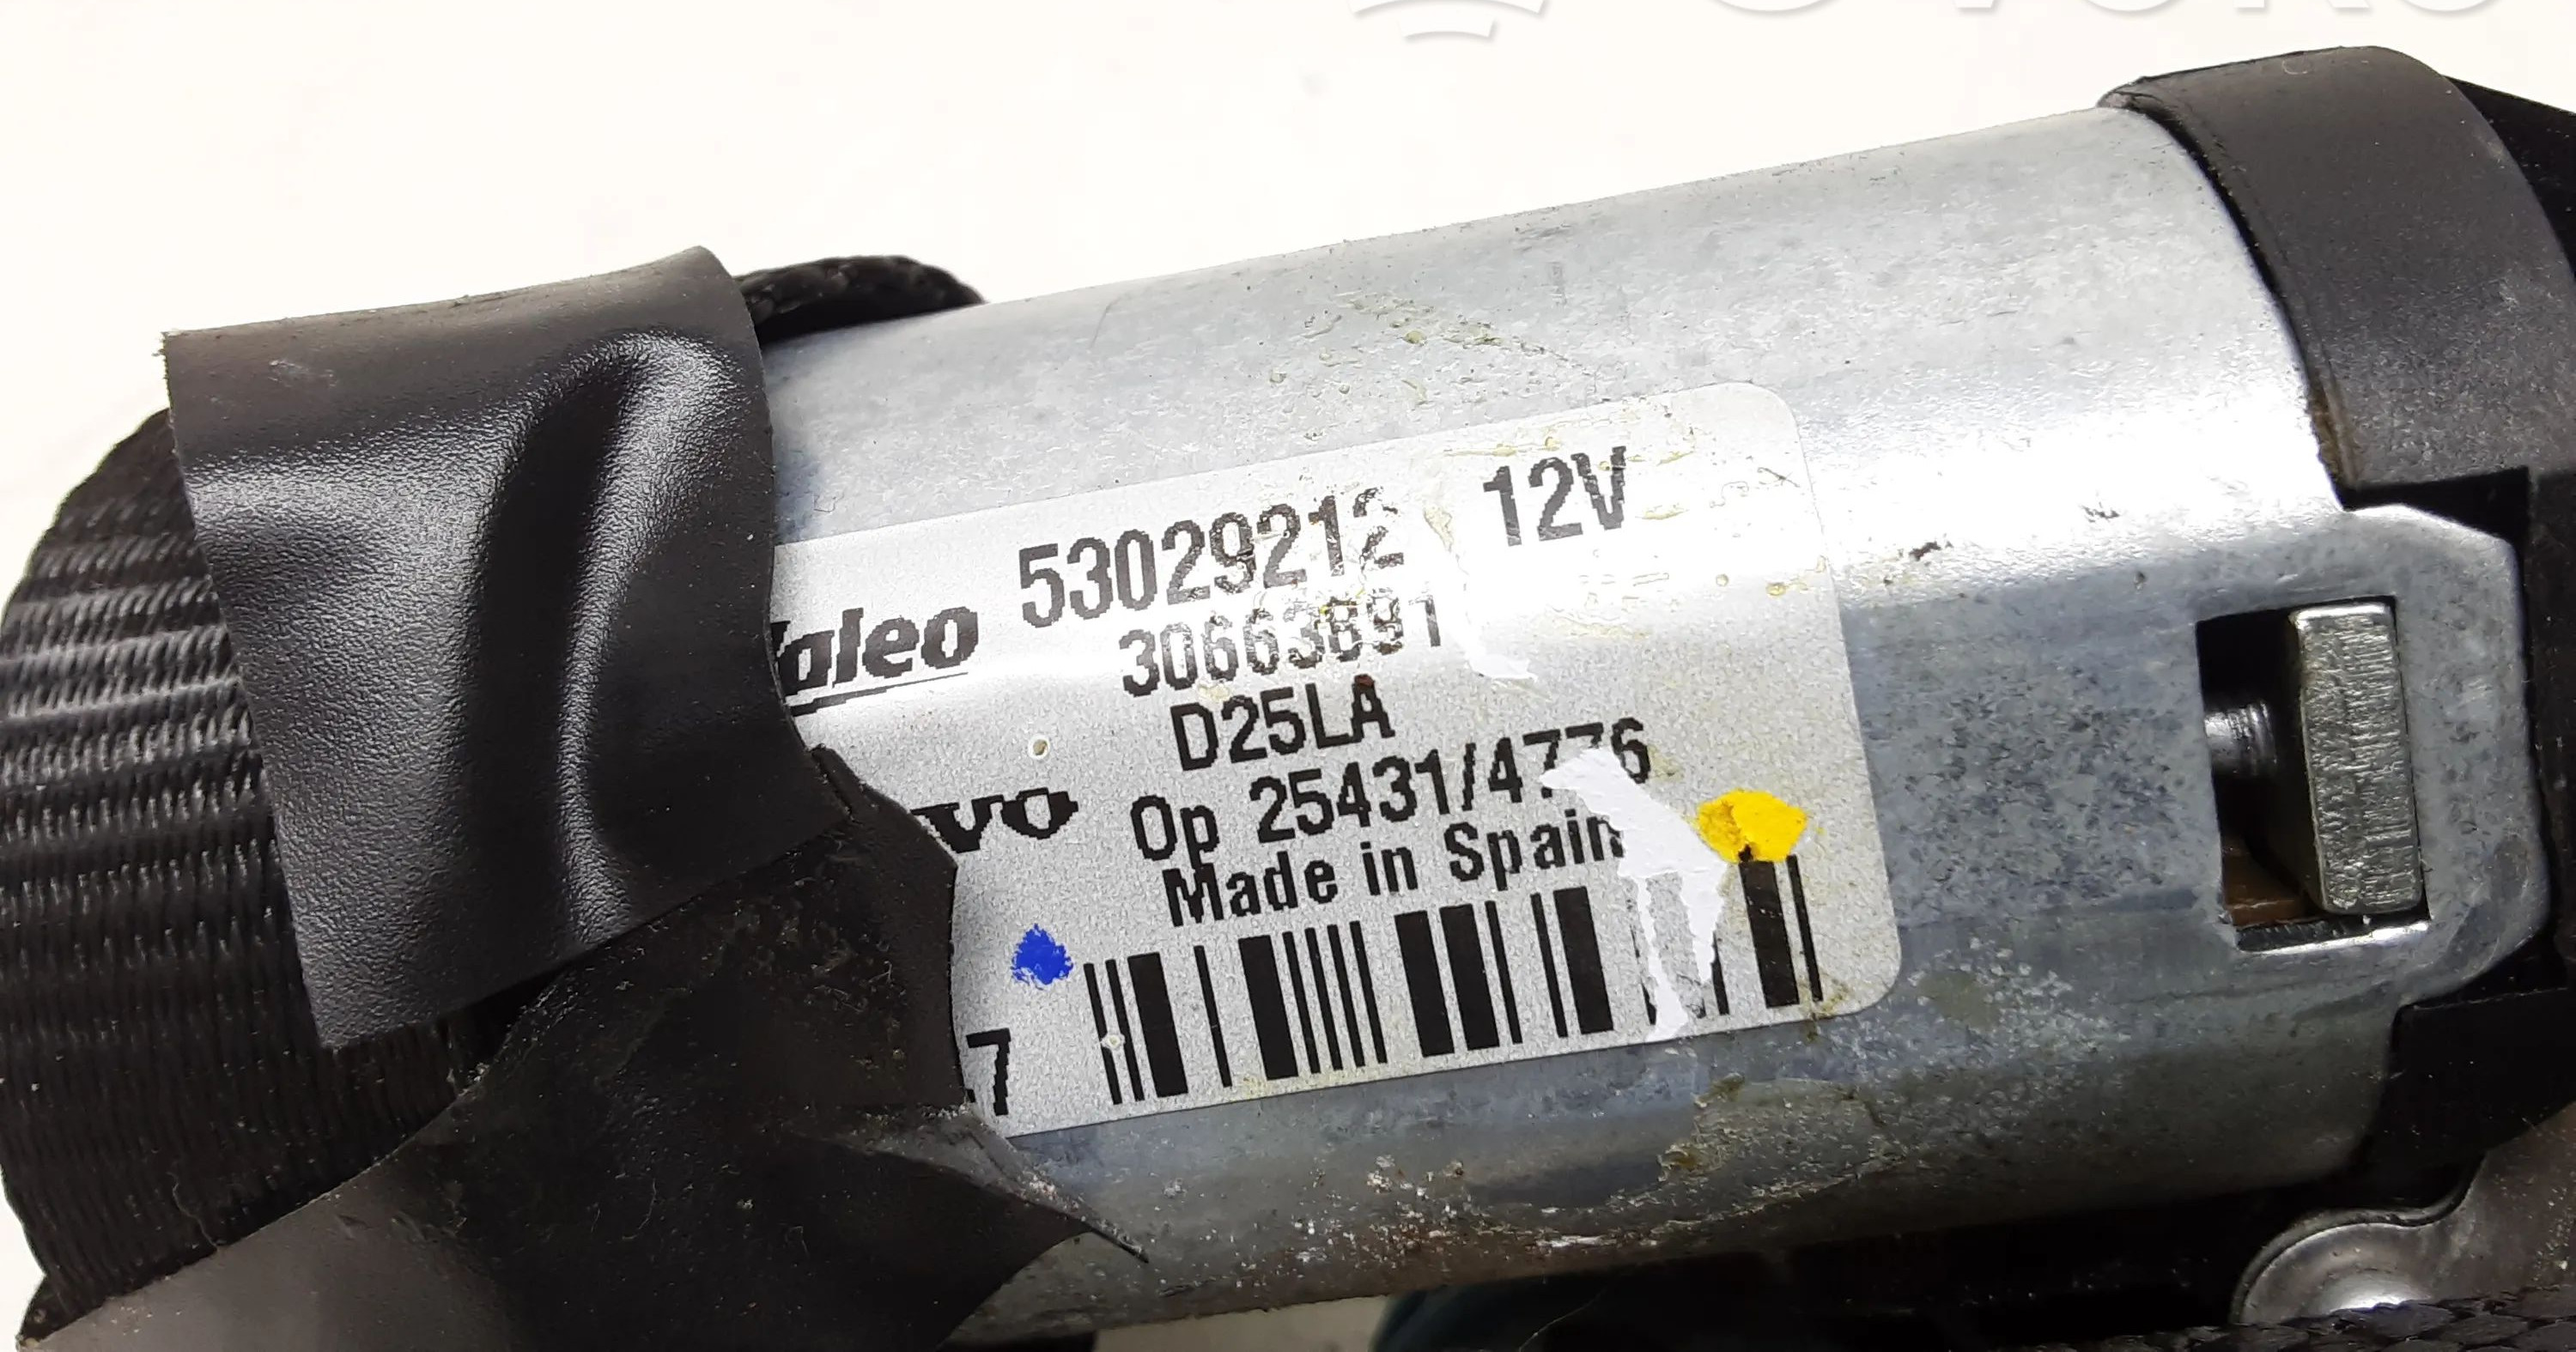 Valeo 53029212 12V
30663891
D25LA
Op 25431/4776
Made in Spain